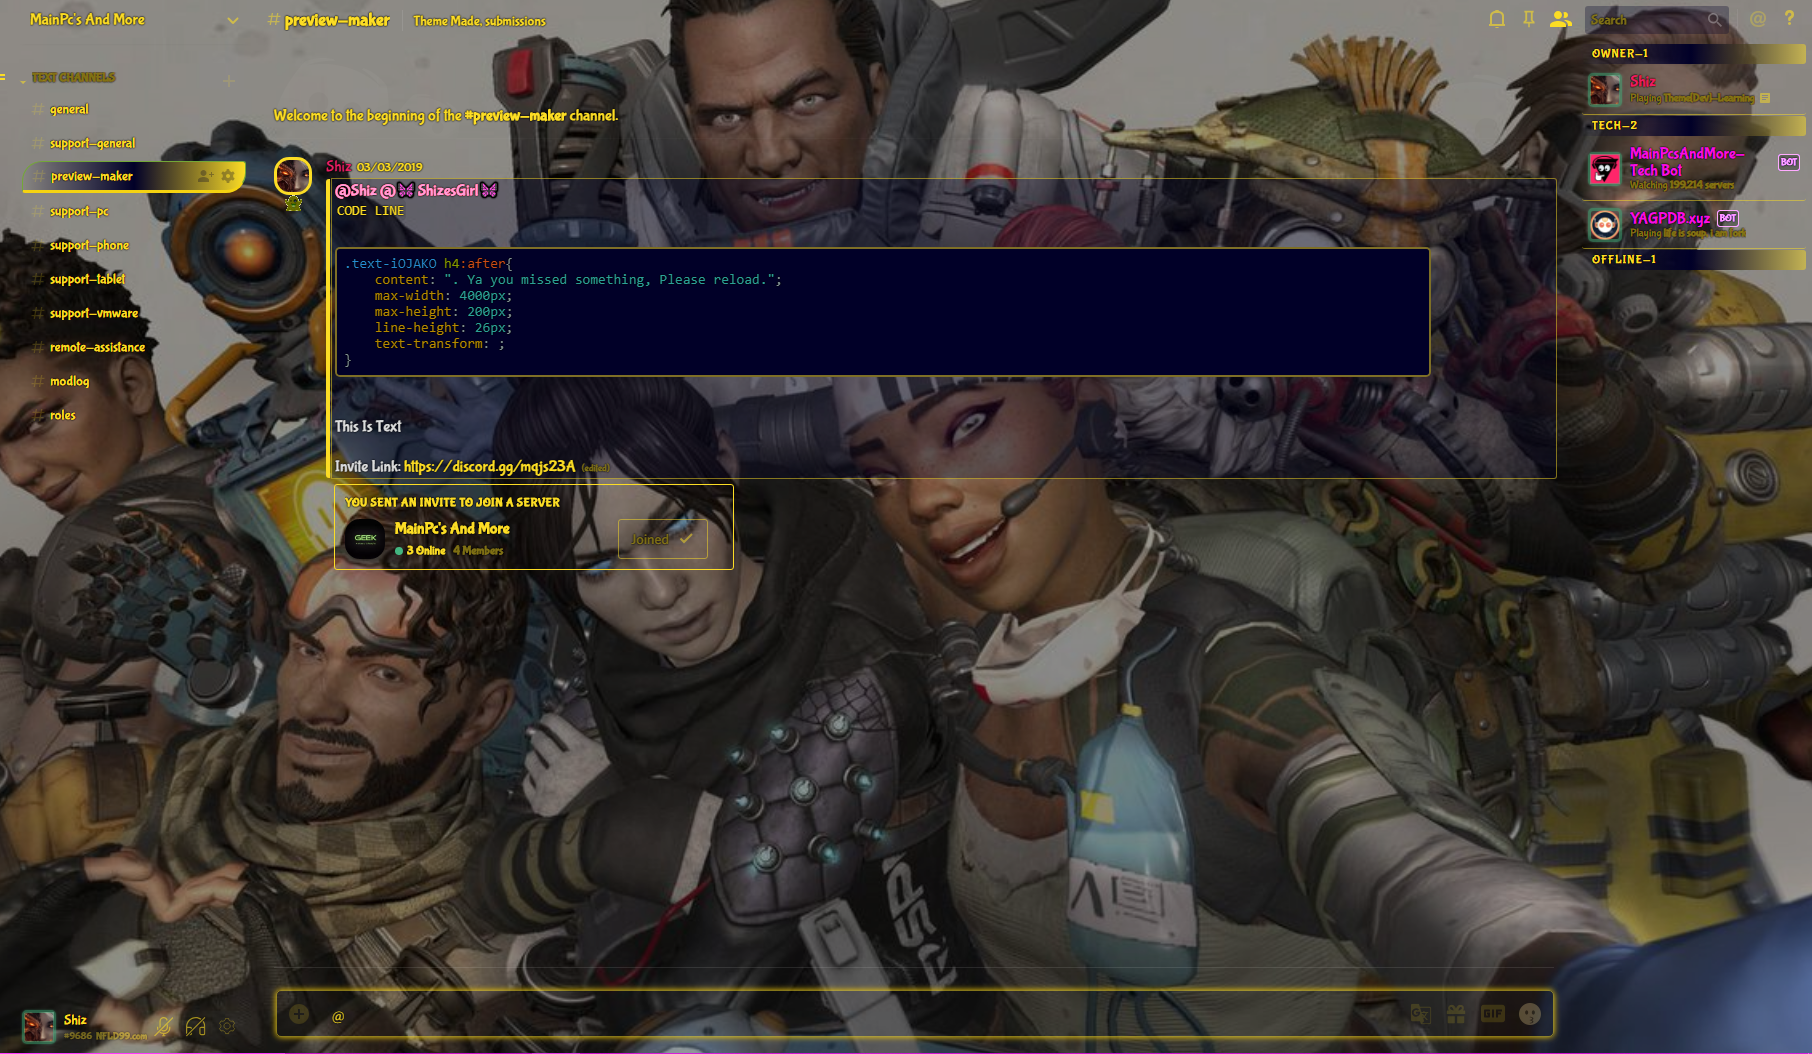 MainPc's And More
# preview-maker
Theme Made. submissions
Search
TEXT CHANNELS
# general
# support-general
# preview-maker
# support-pc
# support-phone
# support-tablet
# support-vmware
# remote-assistance
# modlog
# roles
Welcome to the beginning of the #preview-maker channel.
Shiz 03/03/2019
@Shiz @🦋ShizesGirl🦋
CODE LINE
.text-iOJAKO h4:after{
content: ". Ya you missed something, Please reload.";
max-width: 4000px;
max-height: 200px;
line-height: 26px;
text-transform: ;
}
This Is Text
Invite Link: https://discord.gg/mqjs23A (edited)
YOU SENT AN INVITE TO JOIN A SERVER
GEEK
MainPc's And More
3 Online 4 Members
Joined
OWNER—1
Shiz
Playing Theme(Dev)-Learning
TECH—2
MainPcsAndMore-
Tech Bot
BOT
Watching 199,214 servers
YAGPDB.xyz BOT
Playing life is soup, i am fork
OFFLINE—1
Shiz
#9686 NFLD99.com
@
GIF